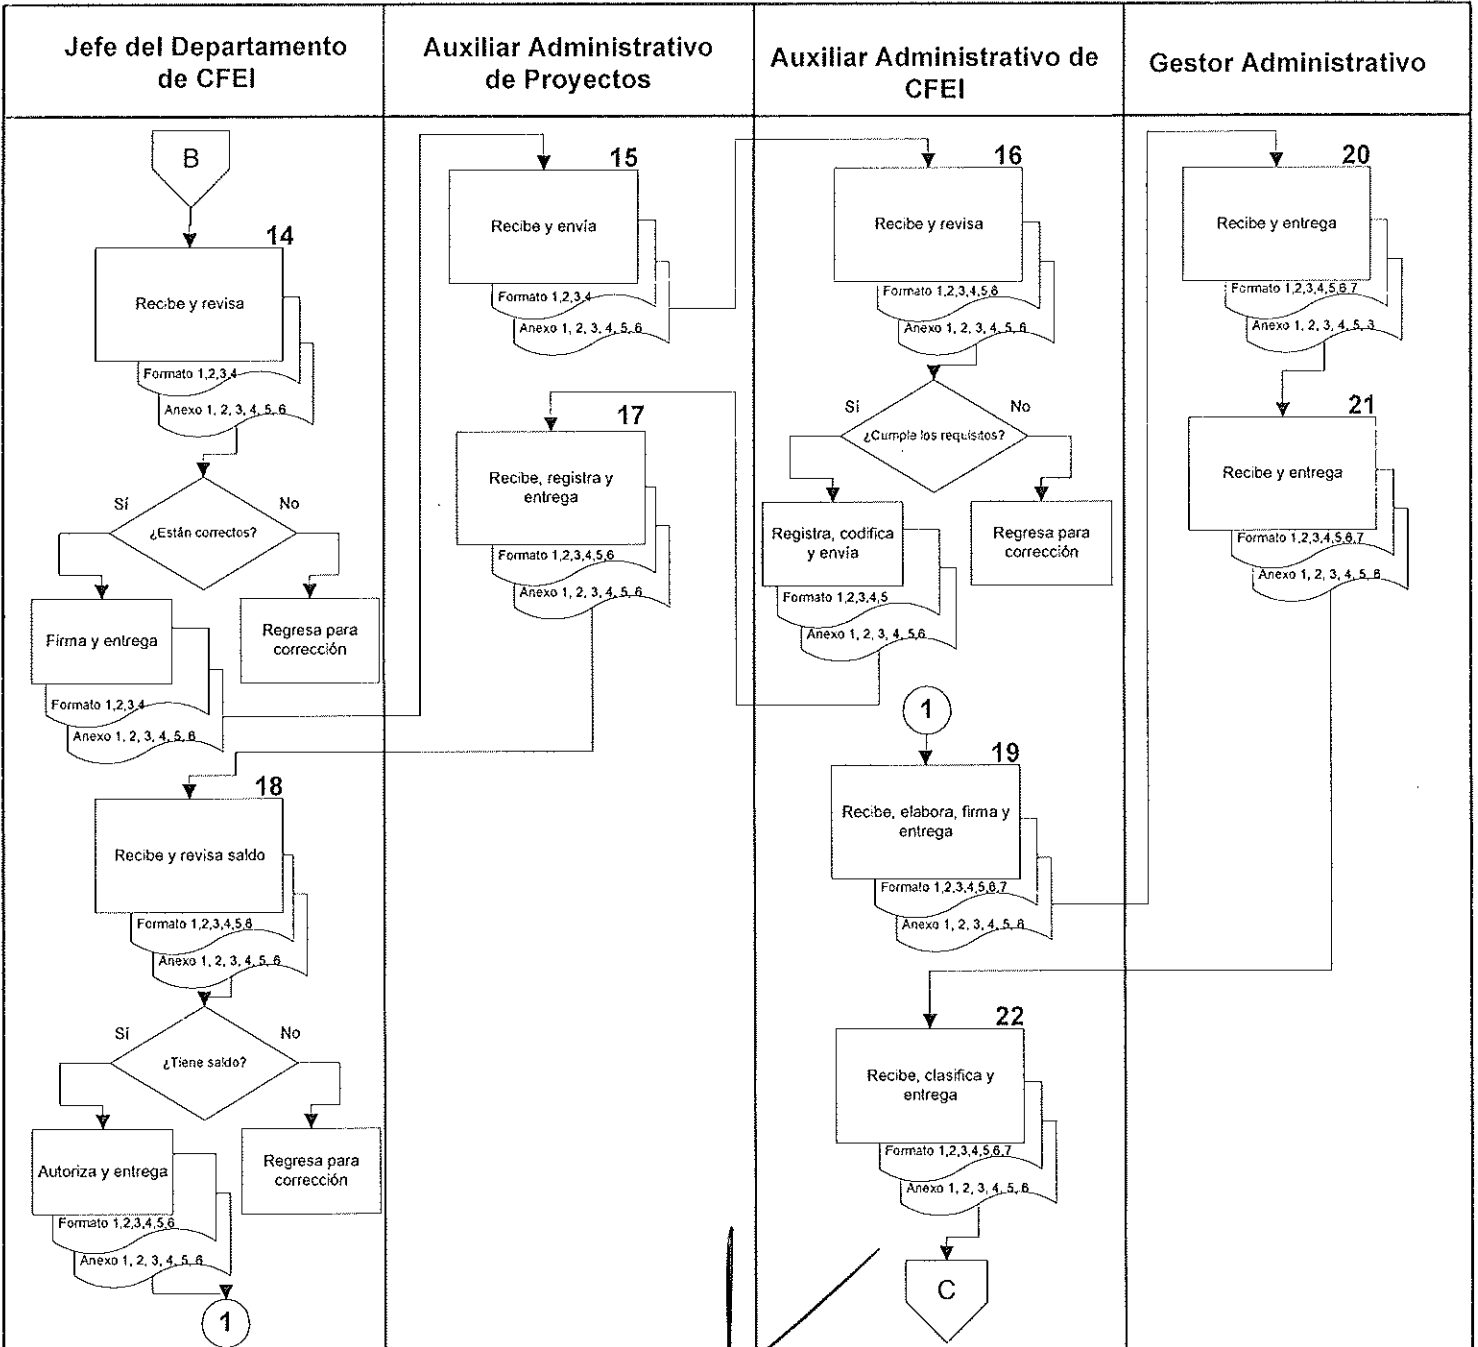 Jefe del Departamento
de CFEI
Auxiliar Administrativo
de Proyectos
Auxiliar Administrativo de
CFEI
Gestor Administrativo
B
14
Recibe y revisa
Formato 1,2,3,4
Anexo 1, 2, 3, 4, 5, 6
Sí
No
¿Están correctos?
Firma y entrega
Formato 1,2,3,4
Anexo 1, 2, 3, 4, 5, 6
Regresa para
corrección
18
Recibe y revisa saldo
Formato 1,2,3,4,5,6
Anexo 1, 2, 3, 4, 5, 6
Sí
No
¿Tiene saldo?
Autoriza y entrega
Formato 1,2,3,4,5,6
Anexo 1, 2, 3, 4, 5, 6
Regresa para
corrección
1
15
Recibe y envía
Formato 1,2,3,4
Anexo 1, 2, 3, 4, 5, 6
17
Recibe, registra y
entrega
Formato 1,2,3,4,5,6
Anexo 1, 2, 3, 4, 5, 6
16
Recibe y revisa
Formato 1,2,3,4,5,6
Anexo 1, 2, 3, 4, 5, 6
Sí
No
¿Cumple los requisitos?
Registra, codifica
y envía
Formato 1,2,3,4,5
Anexo 1, 2, 3, 4, 5,6
Regresa para
corrección
1
19
Recibe, elabora, firma y
entrega
Formato 1,2,3,4,5,6,7
Anexo 1, 2, 3, 4, 5, 6
22
Recibe, clasifica y
entrega
Formato 1,2,3,4,5,6,7
Anexo 1, 2, 3, 4, 5, 6
C
20
Recibe y entrega
Formato 1,2,3,4,5,6,7
Anexo 1, 2, 3, 4, 5, 3
21
Recibe y entrega
Formato 1,2,3,4,5,6,7
Anexo 1, 2, 3, 4, 5, 6